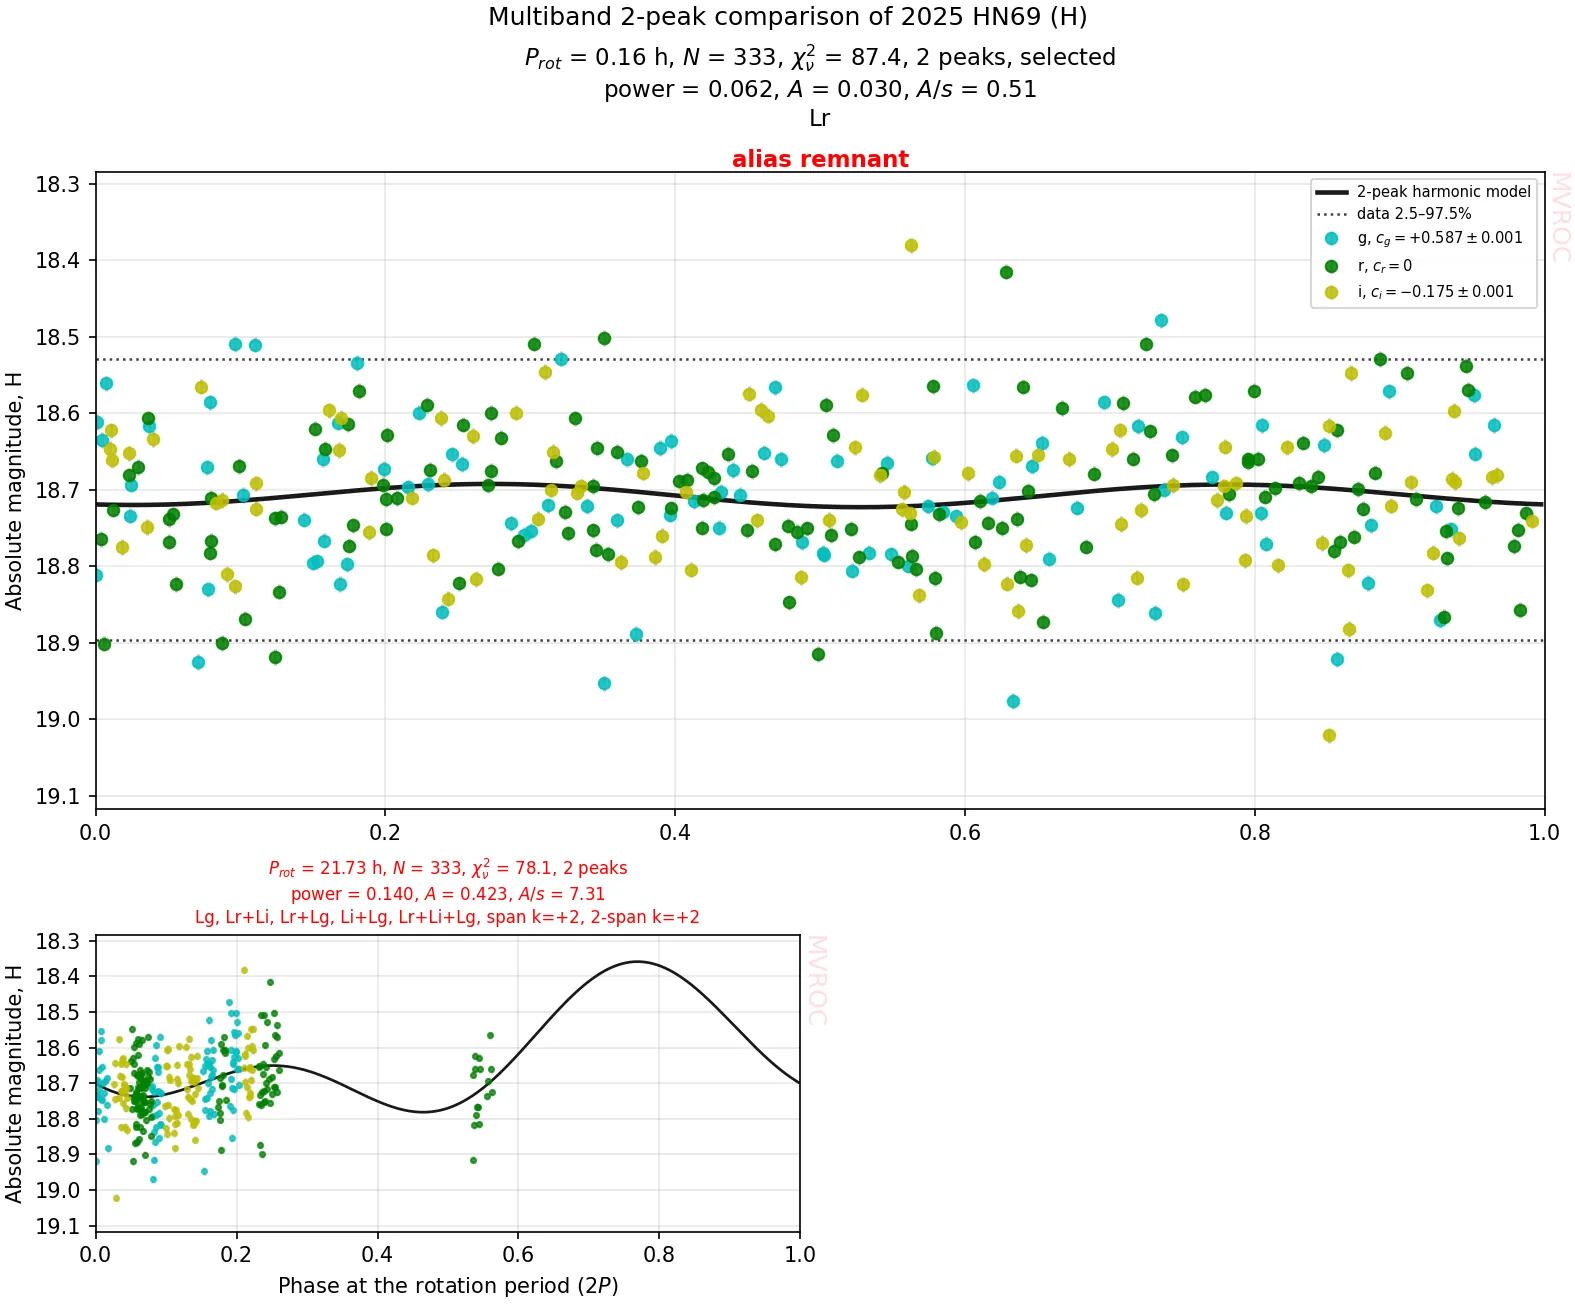 Multiband 2-peak comparison of 2025 HN69 (H)
P_rot = 0.16 h, N = 333, χ²_ν = 87.4, 2 peaks, selected
power = 0.062, A = 0.030, A/s = 0.51
Lr
alias remnant
2-peak harmonic model
data 2.5–97.5%
g, c_g = +0.587 ± 0.001
r, c_r = 0
i, c_i = −0.175 ± 0.001
MVROC
Absolute magnitude, H
18.3
18.4
18.5
18.6
18.7
18.8
18.9
19.0
19.1
0.0 0.2 0.4 0.6 0.8 1.0
P_rot = 21.73 h, N = 333, χ²_ν = 78.1, 2 peaks
power = 0.140, A = 0.423, A/s = 7.31
Lg, Lr+Li, Lr+Lg, Li+Lg, Lr+Li+Lg, span k=+2, 2-span k=+2
MVROC
Absolute magnitude, H
18.3
18.4
18.5
18.6
18.7
18.8
18.9
19.0
19.1
0.0 0.2 0.4 0.6 0.8 1.0
Phase at the rotation period (2P)